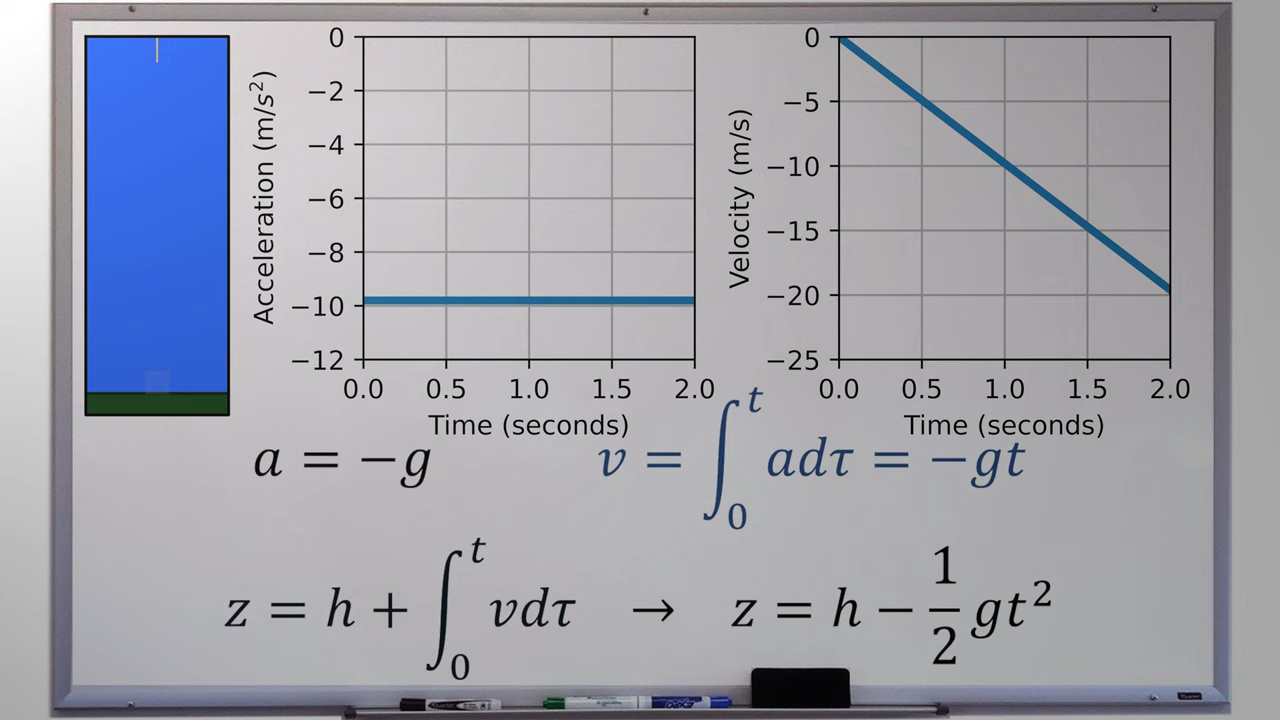 0
−2
−4
−6
−8
−10
−12
Acceleration (m/s²)
0.0 0.5 1.0 1.5 2.0
Time (seconds)
0
−5
−10
−15
−20
−25
Velocity (m/s)
0.0 0.5 1.0 1.5 2.0
Time (seconds)
a = −g
v = ∫₀ᵗ adτ = −gt
z = h + ∫₀ᵗ vdτ → z = h − 1/2 gt²